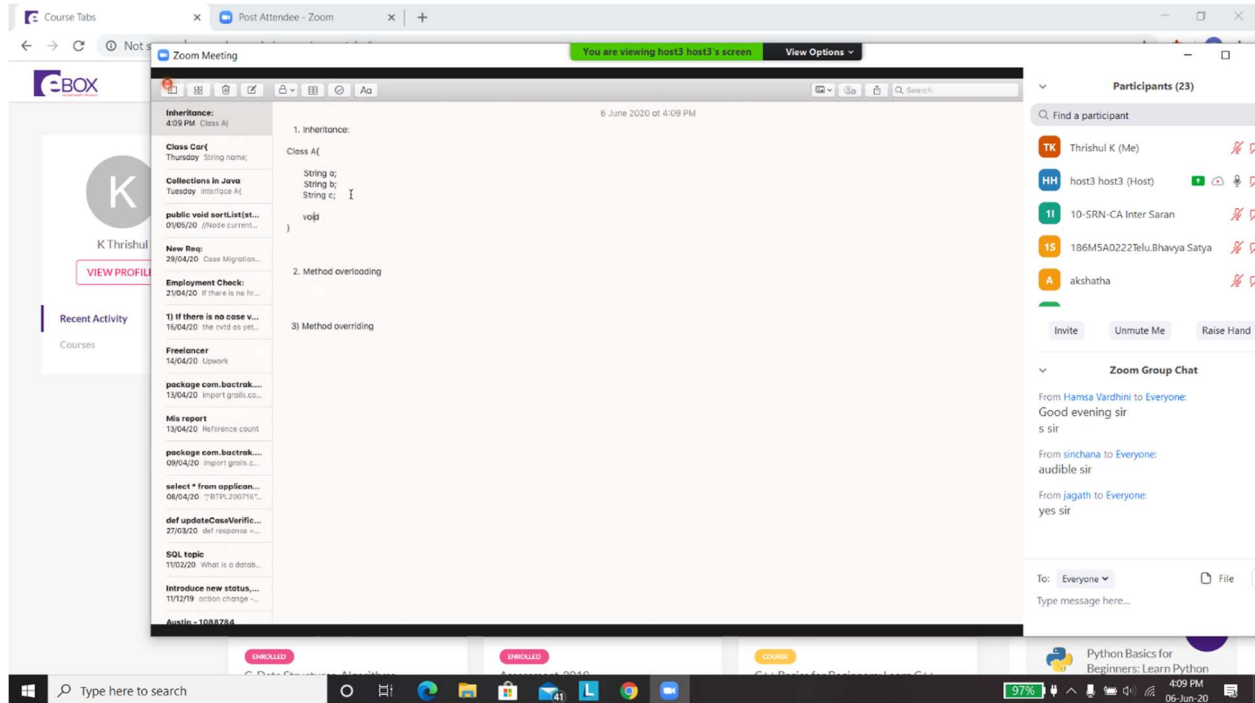 Course Tabs
Post Attendee - Zoom
Not s
Zoom Meeting
You are viewing host3 host3's screen
View Options
eBOX
K
K Thrishul
VIEW PROFILE
Recent Activity
Courses
Aa
Search
Inheritance:
4:09 PM Class A{
Class Car{
Thursday String name;
Collections in Java
Tuesday Interface A{
public void sortList(st...
01/05/20 //Node current...
New Req:
29/04/20 Case Migration...
Employment Check:
21/04/20 If there is no hr...
1) If there is no case v...
15/04/20 the cvtd as yet...
Freelancer
14/04/20 Upwork
package com.bactrak....
13/04/20 import grails.co...
Mis report
13/04/20 Reference count
package com.bactrak....
09/04/20 import grails.c...
select * from applican...
08/04/20 "BTPL200716"...
def updateCaseVerific...
27/03/20 def response =...
SQL topic
11/02/20 What is a datab...
Introduce new status,...
11/12/19 action change -...
Austin - 1088784
6 June 2020 at 4:09 PM
1. Inheritance:
Class A{
String a;
String b;
String c;
void
}
2. Method overloading
3) Method overriding
Participants (23)
Find a participant
TK Thrishul K (Me)
HH host3 host3 (Host)
1I 10-SRN-CA Inter Saran
1S 186M5A0222Telu.Bhavya Satya
A akshatha
Invite
Unmute Me
Raise Hand
Zoom Group Chat
From Hamsa Vardhini to Everyone:
Good evening sir
s sir
From sinchana to Everyone:
audible sir
From jagath to Everyone:
yes sir
To: Everyone
File
Type message here...
ENROLLED
ENROLLED
COURSE
Python Basics for
Beginners: Learn Python
Type here to search
41
L
97%
4:09 PM
06-Jun-20